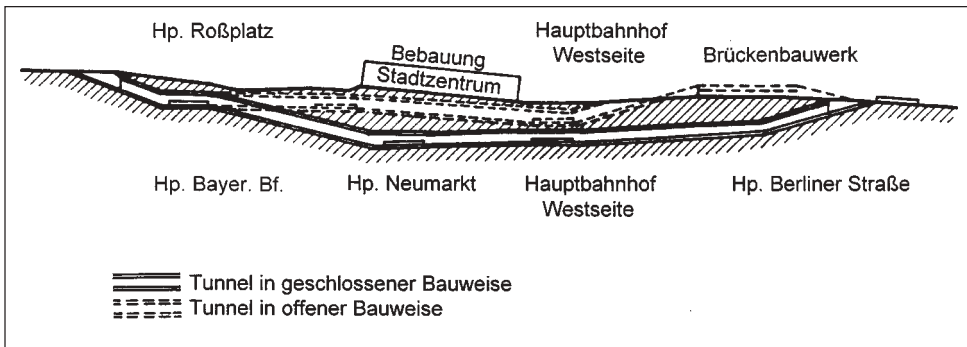 Hp. Roßplatz
Hauptbahnhof
Westseite
Brückenbauwerk
Bebauung
Stadtzentrum
Hp. Bayer. Bf.
Hp. Neumarkt
Hauptbahnhof
Westseite
Hp. Berliner Straße
Tunnel in geschlossener Bauweise
Tunnel in offener Bauweise